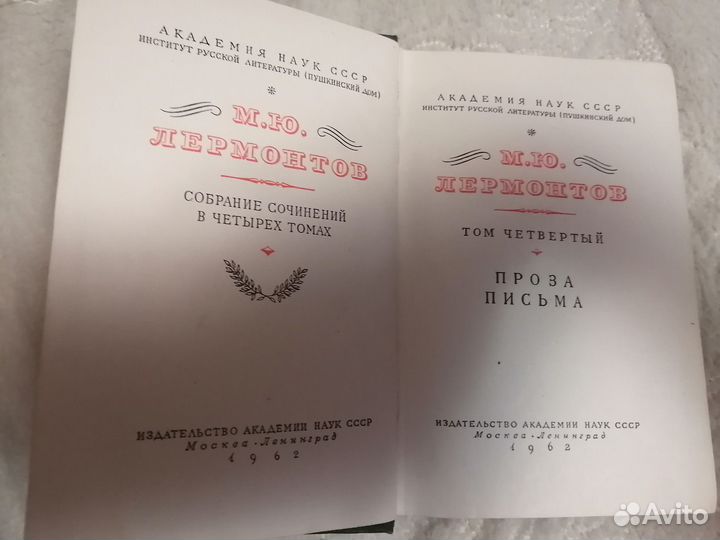 АКАДЕМИЯ НАУК СССР
ИНСТИТУТ РУССКОЙ ЛИТЕРАТУРЫ (ПУШКИНСКИЙ ДОМ)
М.Ю.
ЛЕРМОНТОВ
СОБРАНИЕ СОЧИНЕНИЙ
В ЧЕТЫРЕХ ТОМАХ
ИЗДАТЕЛЬСТВО АКАДЕМИИ НАУК СССР
Москва - Ленинград
1962
АКАДЕМИЯ НАУК СССР
ИНСТИТУТ РУССКОЙ ЛИТЕРАТУРЫ (ПУШКИНСКИЙ ДОМ)
М.Ю.
ЛЕРМОНТОВ
ТОМ ЧЕТВЕРТЫЙ
ПРОЗА
ПИСЬМА
ИЗДАТЕЛЬСТВО АКАДЕМИИ НАУК СССР
Москва - Ленинград
1962
Avito